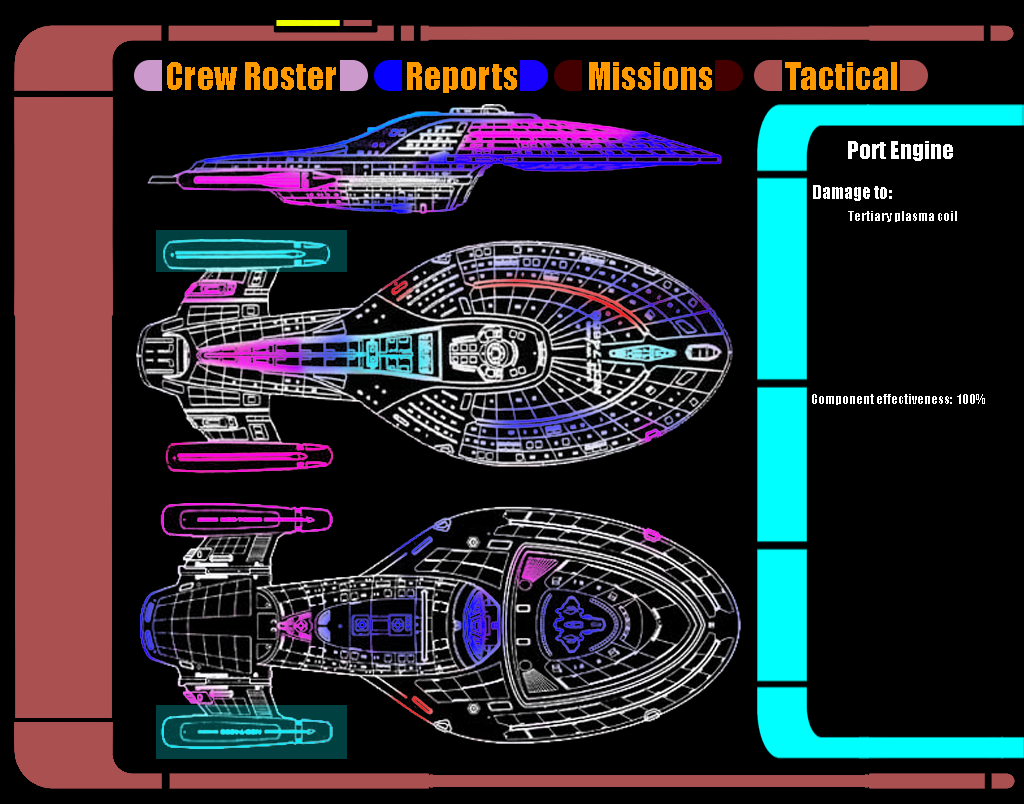 Crew Roster Reports Missions Tactical
Port Engine
Damage to:
Tertiary plasma coil
Component effectiveness: 100%